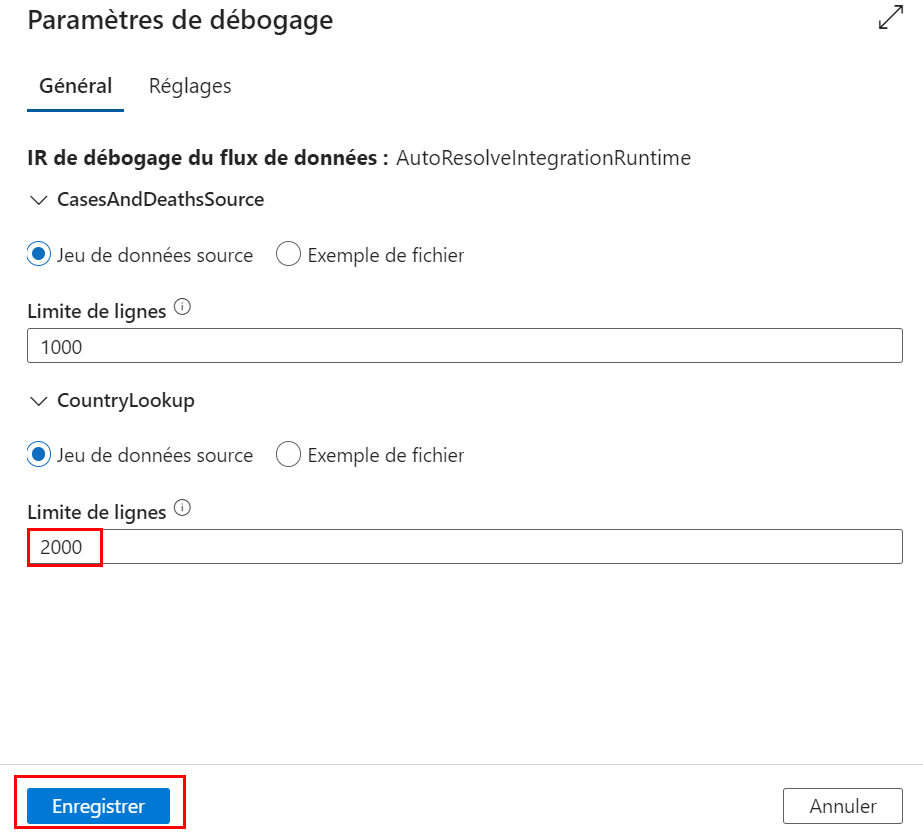 Paramètres de débogage
Général Réglages
IR de débogage du flux de données : AutoResolveIntegrationRuntime
CasesAndDeathsSource
Jeu de données source Exemple de fichier
Limite de lignes
1000
CountryLookup
Jeu de données source Exemple de fichier
Limite de lignes
2000
Enregistrer Annuler